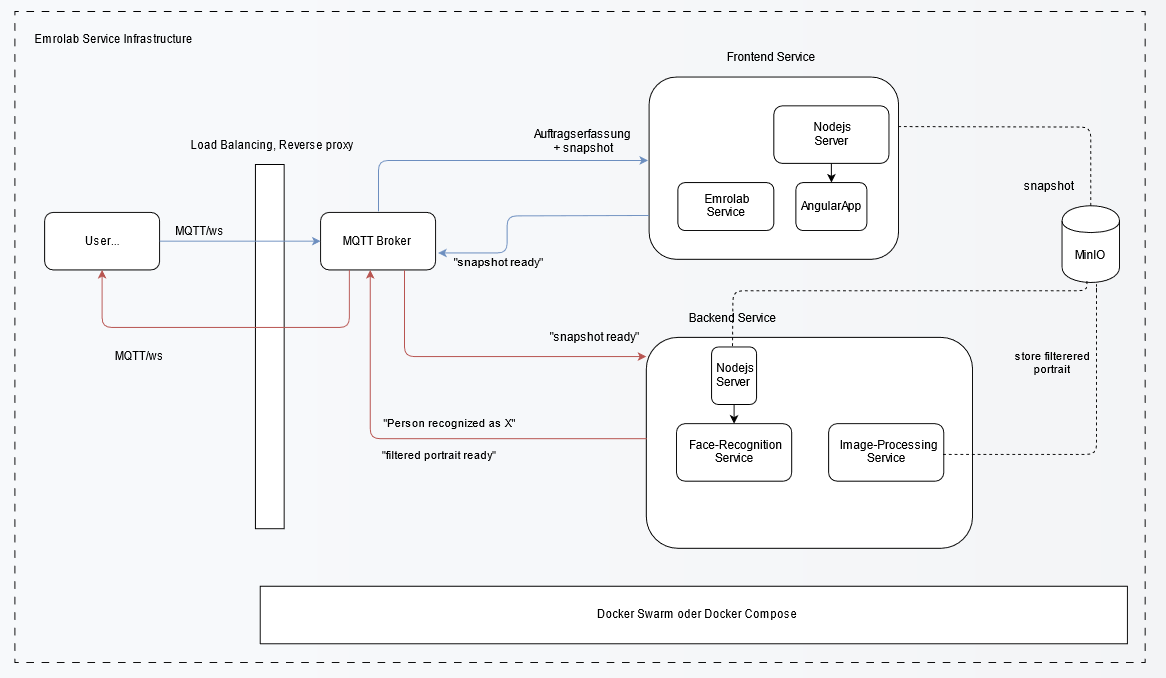 Emrolab Service Infrastructure
Frontend Service
Load Balancing, Reverse proxy
Auftragserfassung
+ snapshot
Nodejs
Server
Emrolab
Service
AngularApp
snapshot
User...
MQTT/ws
MQTT Broker
"snapshot ready"
MinIO
Backend Service
MQTT/ws
"snapshot ready"
Nodejs
Server
store filterered
portrait
"Person recognized as X"
"filtered portrait ready"
Face-Recognition
Service
Image-Processing
Service
Docker Swarm oder Docker Compose